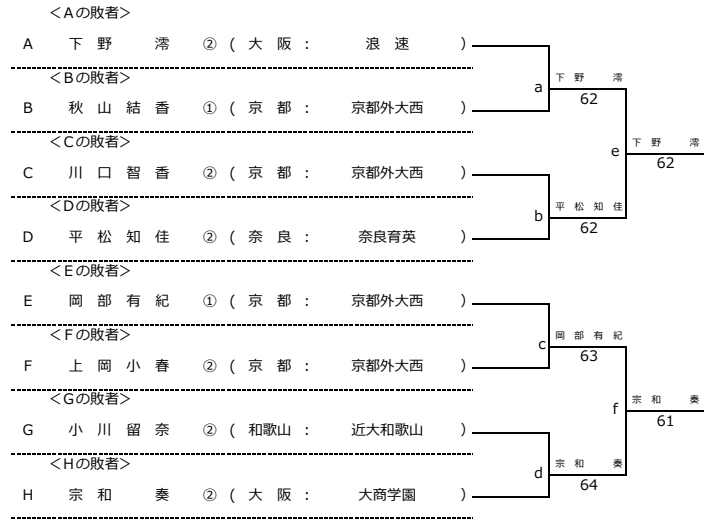 ＜Aの敗者＞
A 下野 澪 ② ( 大阪 : 浪速 )
＜Bの敗者＞
a 下野 澪
62
B 秋山結香 ① ( 京都 : 京都外大西 )
＜Cの敗者＞
e 下野 澪
62
C 川口智香 ② ( 京都 : 京都外大西 )
＜Dの敗者＞
b 平松知佳
62
D 平松知佳 ② ( 奈良 : 奈良育英 )
＜Eの敗者＞
E 岡部有紀 ① ( 京都 : 京都外大西 )
＜Fの敗者＞
c 岡部有紀
63
F 上岡小春 ② ( 京都 : 京都外大西 )
＜Gの敗者＞
f 宗和 奏
61
G 小川留奈 ② ( 和歌山 : 近大和歌山 )
＜Hの敗者＞
d 宗和 奏
64
H 宗和 奏 ② ( 大阪 : 大商学園 )